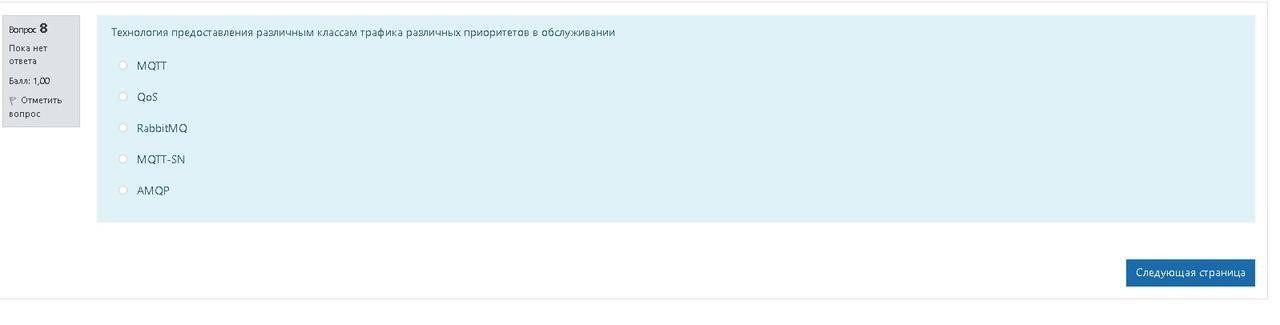 Вопрос 8
Пока нет
ответа
Балл: 1,00
Отметить
вопрос
Технология предоставления различным классам трафика различных приоритетов в обслуживании
MQTT
QoS
RabbitMQ
MQTT-SN
AMQP
Следующая страница